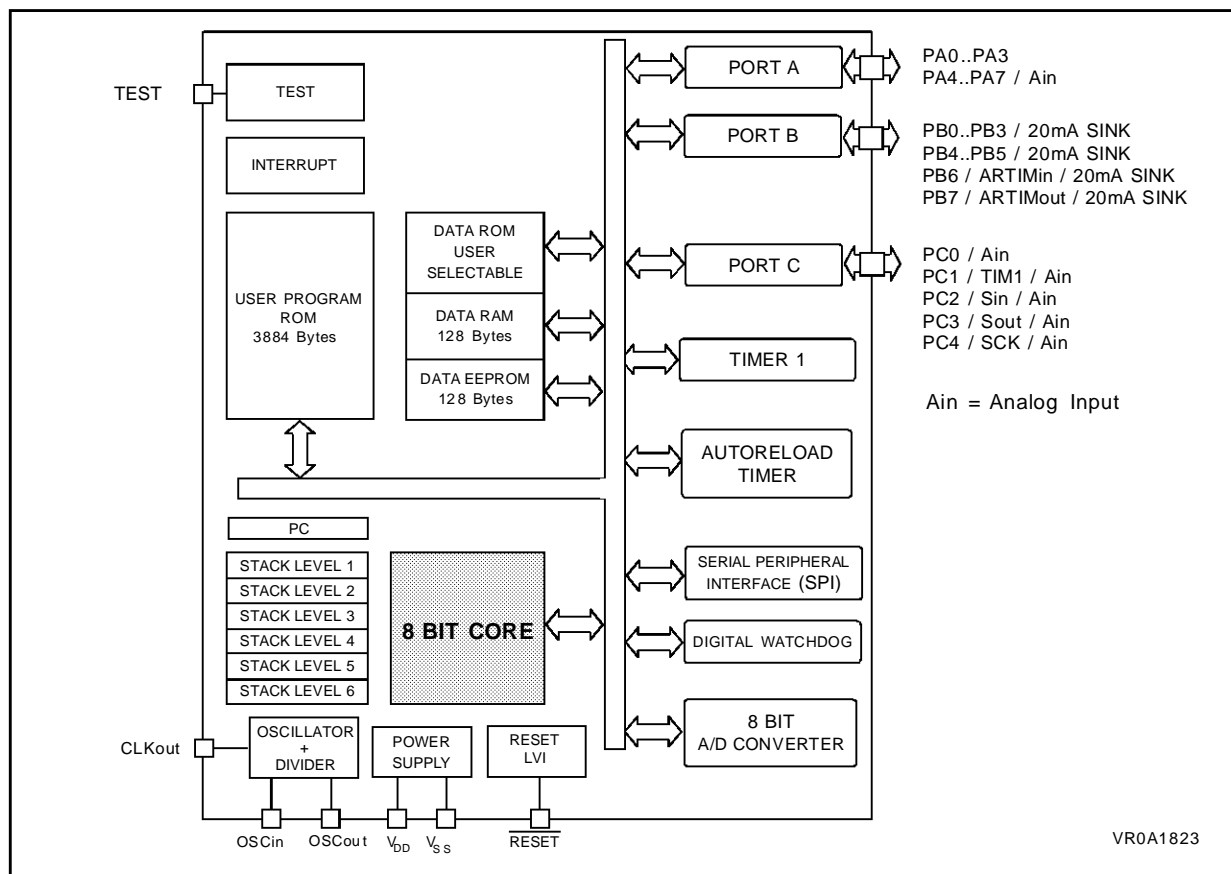 TEST
TEST
INTERRUPT
USER PROGRAM
ROM
3884 Bytes
DATA ROM
USER
SELECTABLE
DATA RAM
128 Bytes
DATA EEPROM
128 Bytes
PC
STACK LEVEL 1
STACK LEVEL 2
STACK LEVEL 3
STACK LEVEL 4
STACK LEVEL 5
STACK LEVEL 6
8 BIT CORE
CLKout
OSCILLATOR
+
DIVIDER
POWER
SUPPLY
RESET
LVI
OSCin
OSCout
VDD
VSS
RESET
PORT A
PORT B
PORT C
TIMER 1
AUTORELOAD
TIMER
SERIAL PERIPHERAL
INTERFACE (SPI)
DIGITAL WATCHDOG
8 BIT
A/D CONVERTER
PA0..PA3
PA4..PA7 / Ain
PB0..PB3 / 20mA SINK
PB4..PB5 / 20mA SINK
PB6 / ARTIMin / 20mA SINK
PB7 / ARTIMout / 20mA SINK
PC0 / Ain
PC1 / TIM1 / Ain
PC2 / Sin / Ain
PC3 / Sout / Ain
PC4 / SCK / Ain
Ain = Analog Input
VR0A1823